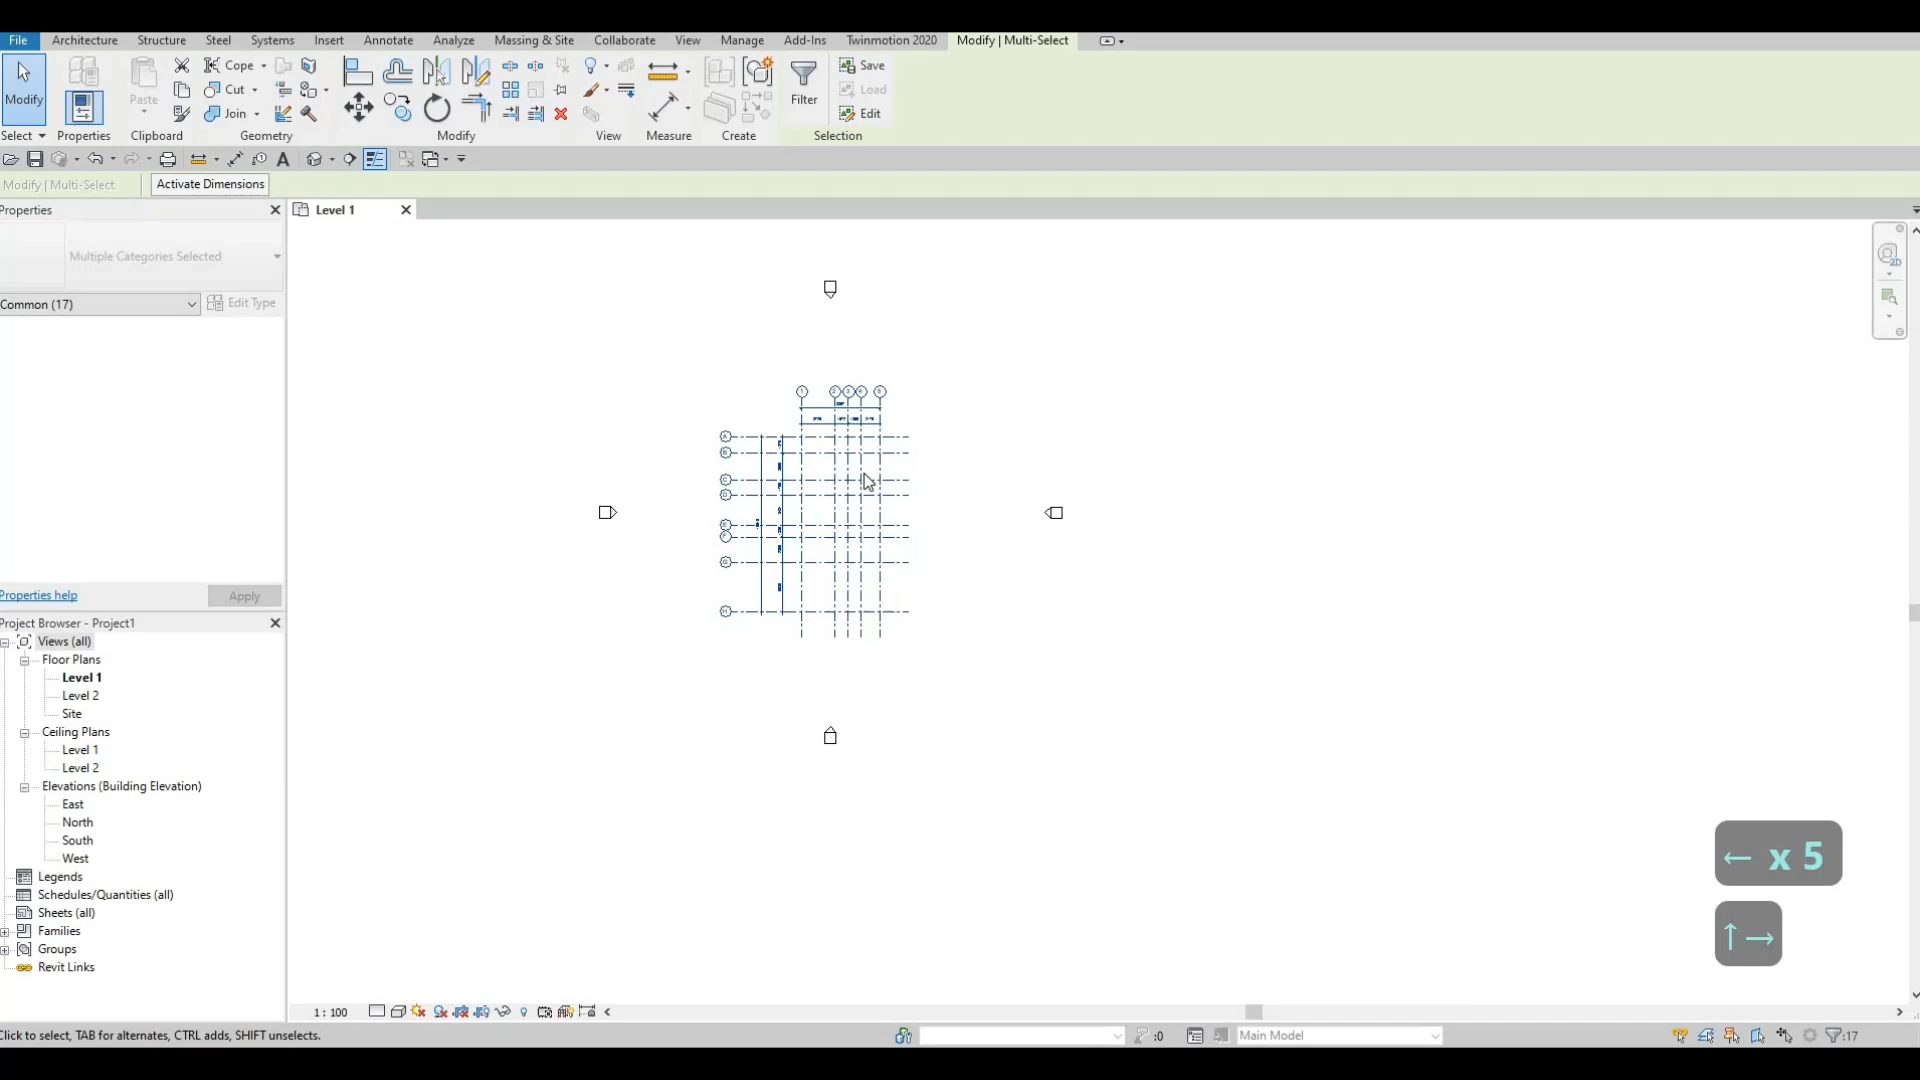 File Architecture Structure Steel Systems Insert Annotate Analyze Massing & Site Collaborate View Manage Add-Ins Twinmotion 2020 Modify | Multi-Select
Modify Paste Cope Cut Join Filter Save Load Edit
Select Properties Clipboard Geometry Modify View Measure Create Selection
Modify | Multi-Select Activate Dimensions
Properties
Level 1
Multiple Categories Selected
Common (17) Edit Type
1 2 3 4 5
A
B
C
D
E
F
G
H
Properties help Apply
Project Browser - Project1
Views (all)
Floor Plans
Level 1
Level 2
Site
Ceiling Plans
Level 1
Level 2
Elevations (Building Elevation)
East
North
South
West
Legends
Schedules/Quantities (all)
Sheets (all)
Families
Groups
Revit Links
← x 5
↑ →
1 : 100
Click to select, TAB for alternates, CTRL adds, SHIFT unselects. :0 Main Model :17